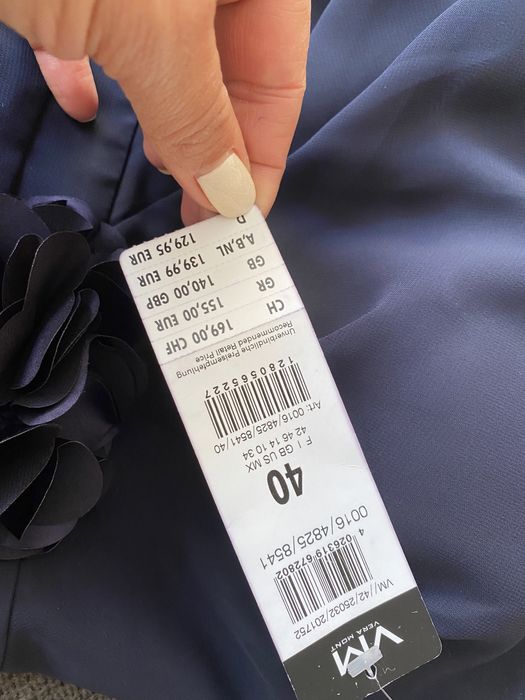 VM
VERA MONT
VM//42/25032/201752
4 026319 672802
0016/4825/8541
40
F I GB US MX
42 46 14 10 34
Art. 0016/4825/8541/40
1280565227
Unverbindliche Preisempfehlung
Recommended Retail Price
CH 169,00 CHF
GR 155,00 EUR
GB 140,00 GBP
A,B,NL 139,99 EUR
D 129,95 EUR